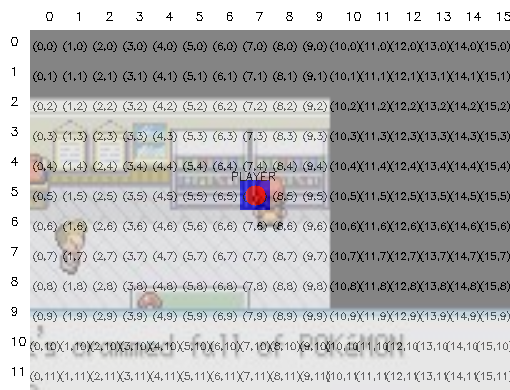 0 1 2 3 4 5 6 7 8 9 10 11 12 13 14 15
0 (0,0) (1,0) (2,0) (3,0) (4,0) (5,0) (6,0) (7,0) (8,0) (9,0) (10,0) (11,0) (12,0) (13,0) (14,0) (15,0)
1 (0,1) (1,1) (2,1) (3,1) (4,1) (5,1) (6,1) (7,1) (8,1) (9,1) (10,1) (11,1) (12,1) (13,1) (14,1) (15,1)
2 (0,2) (1,2) (2,2) (3,2) (4,2) (5,2) (6,2) (7,2) (8,2) (9,2) (10,2) (11,2) (12,2) (13,2) (14,2) (15,2)
3 (0,3) (1,3) (2,3) (3,3) (4,3) (5,3) (6,3) (7,3) (8,3) (9,3) (10,3) (11,3) (12,3) (13,3) (14,3) (15,3)
4 (0,4) (1,4) (2,4) (3,4) (4,4) (5,4) (6,4) (7,4) (8,4) (9,4) (10,4) (11,4) (12,4) (13,4) (14,4) (15,4)
PLAYER
5 (0,5) (1,5) (2,5) (3,5) (4,5) (5,5) (6,5) (8,5) (9,5) (10,5) (11,5) (12,5) (13,5) (14,5) (15,5)
6 (0,6) (1,6) (2,6) (3,6) (4,6) (5,6) (6,6) (7,6) (8,6) (9,6) (10,6) (11,6) (12,6) (13,6) (14,6) (15,6)
7 (0,7) (1,7) (2,7) (3,7) (4,7) (5,7) (6,7) (7,7) (8,7) (9,7) (10,7) (11,7) (12,7) (13,7) (14,7) (15,7)
8 (0,8) (1,8) (2,8) (3,8) (4,8) (5,8) (6,8) (7,8) (8,8) (9,8) (10,8) (11,8) (12,8) (13,8) (14,8) (15,8)
9 (0,9) (1,9) (2,9) (3,9) (4,9) (5,9) (6,9) (7,9) (8,9) (9,9) (10,9) (11,9) (12,9) (13,9) (14,9) (15,9)
's crammed full of POKéMON
10 (0,10) (1,10) (2,10) (3,10) (4,10) (5,10) (6,10) (7,10) (8,10) (9,10) (10,10) (11,10) (12,10) (13,10) (14,10) (15,10)
11 (0,11) (1,11) (2,11) (3,11) (4,11) (5,11) (6,11) (7,11) (8,11) (9,11) (10,11) (11,11) (12,11) (13,11) (14,11) (15,11)